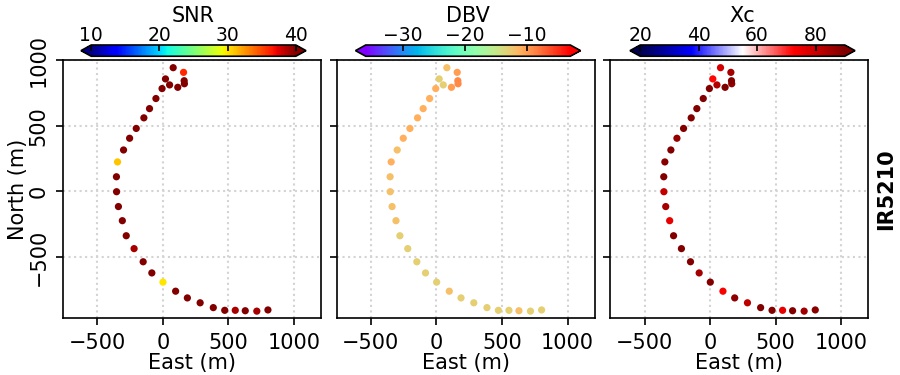 SNR DBV Xc
10 20 30 40 −30 −20 −10 20 40 60 80
1000
500
0
−500
North (m)
IR5210
−500 0 500 1000 −500 0 500 1000 −500 0 500 1000
East (m) East (m) East (m)